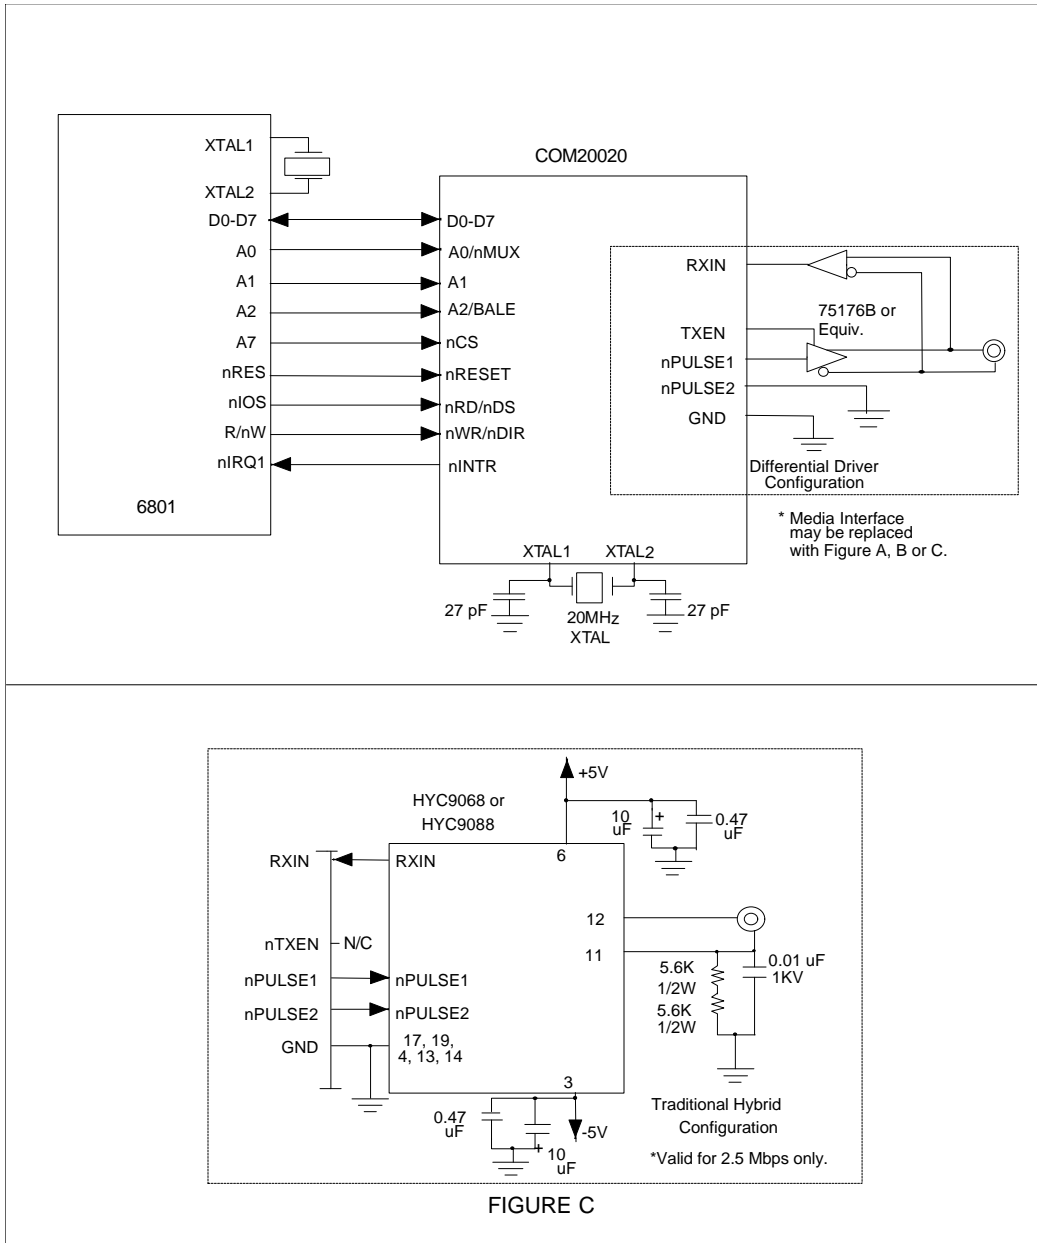 COM20020
XTAL1
XTAL2
D0-D7
A0
A1
A2
A7
nRES
nIOS
R/nW
nIRQ1
6801
D0-D7
A0/nMUX
A1
A2/BALE
nCS
nRESET
nRD/nDS
nWR/nDIR
nINTR
RXIN
TXEN
nPULSE1
nPULSE2
GND
75176B or
Equiv.
Differential Driver
Configuration
* Media Interface
may be replaced
with Figure A, B or C.
XTAL1
XTAL2
27 pF
20MHz
XTAL
27 pF
+5V
HYC9068 or
HYC9088
10
uF
+
0.47
uF
6
RXIN
RXIN
nTXEN
N/C
nPULSE1
nPULSE1
nPULSE2
nPULSE2
GND
17, 19,
4, 13, 14
12
11
5.6K
1/2W
5.6K
1/2W
0.01 uF
1KV
3
0.47
uF
+
10
uF
-5V
Traditional Hybrid
Configuration
*Valid for 2.5 Mbps only.
FIGURE C